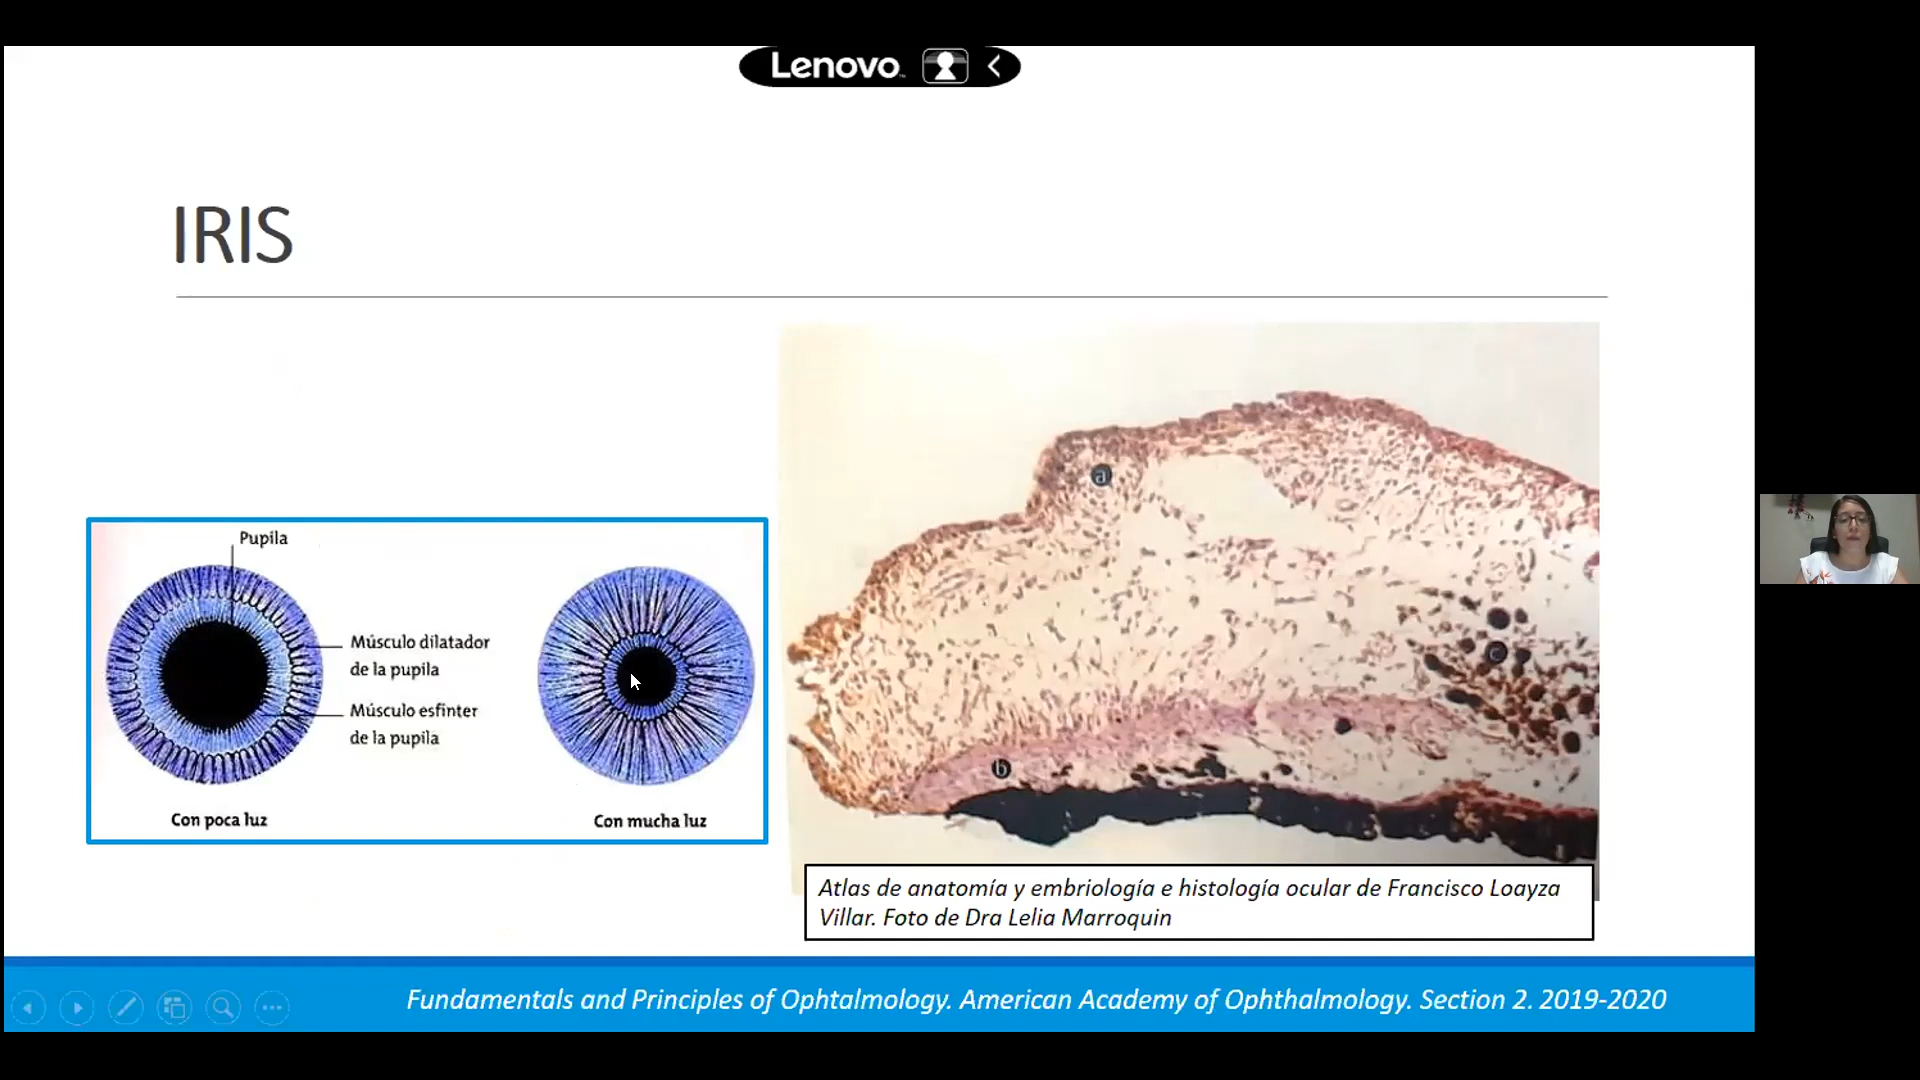 Lenovo
IRIS
Pupila
Músculo dilatador
de la pupila
Músculo esfinter
de la pupila
Con poca luz
Con mucha luz
a
b
c
Atlas de anatomía y embriología e histología ocular de Francisco Loayza
Villar. Foto de Dra Lelia Marroquin
Fundamentals and Principles of Ophtalmology. American Academy of Ophthalmology. Section 2. 2019-2020